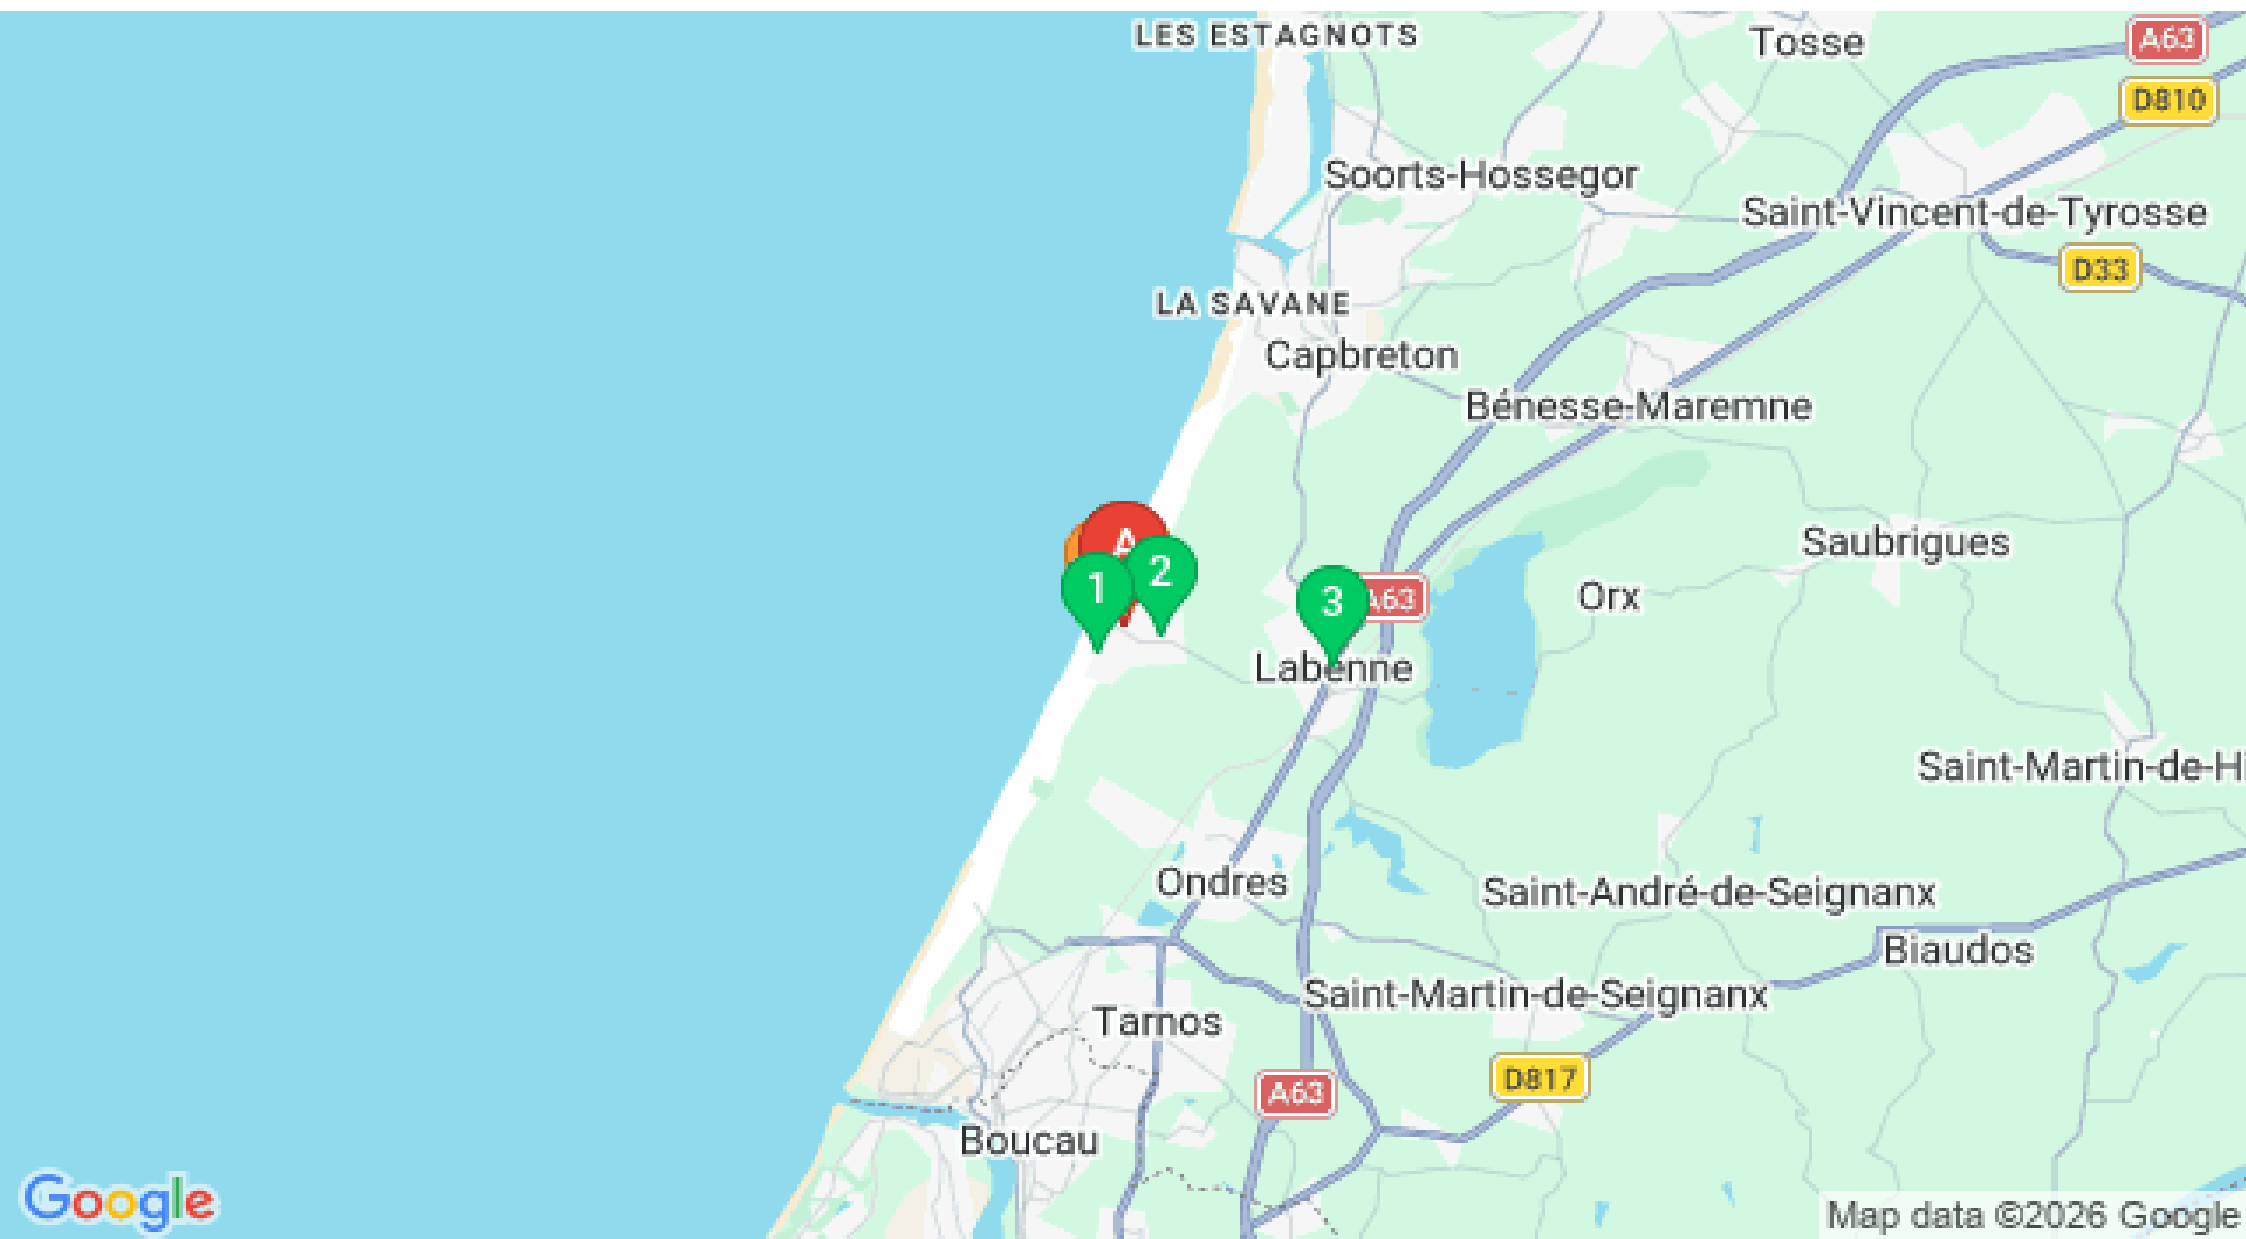 LES ESTAGNOTS
Tosse
A63
D810
Soorts-Hossegor
Saint-Vincent-de-Tyrosse
D33
LA SAVANE
Capbreton
Bénesse-Maremne
A
1
2
3
A63
Saubrigues
Orx
Labenne
Saint-Martin-de-Hi
Ondres
Saint-André-de-Seignanx
Biaudos
Saint-Martin-de-Seignanx
Tarnos
D817
A63
Boucau
Google
Map data ©2026 Google